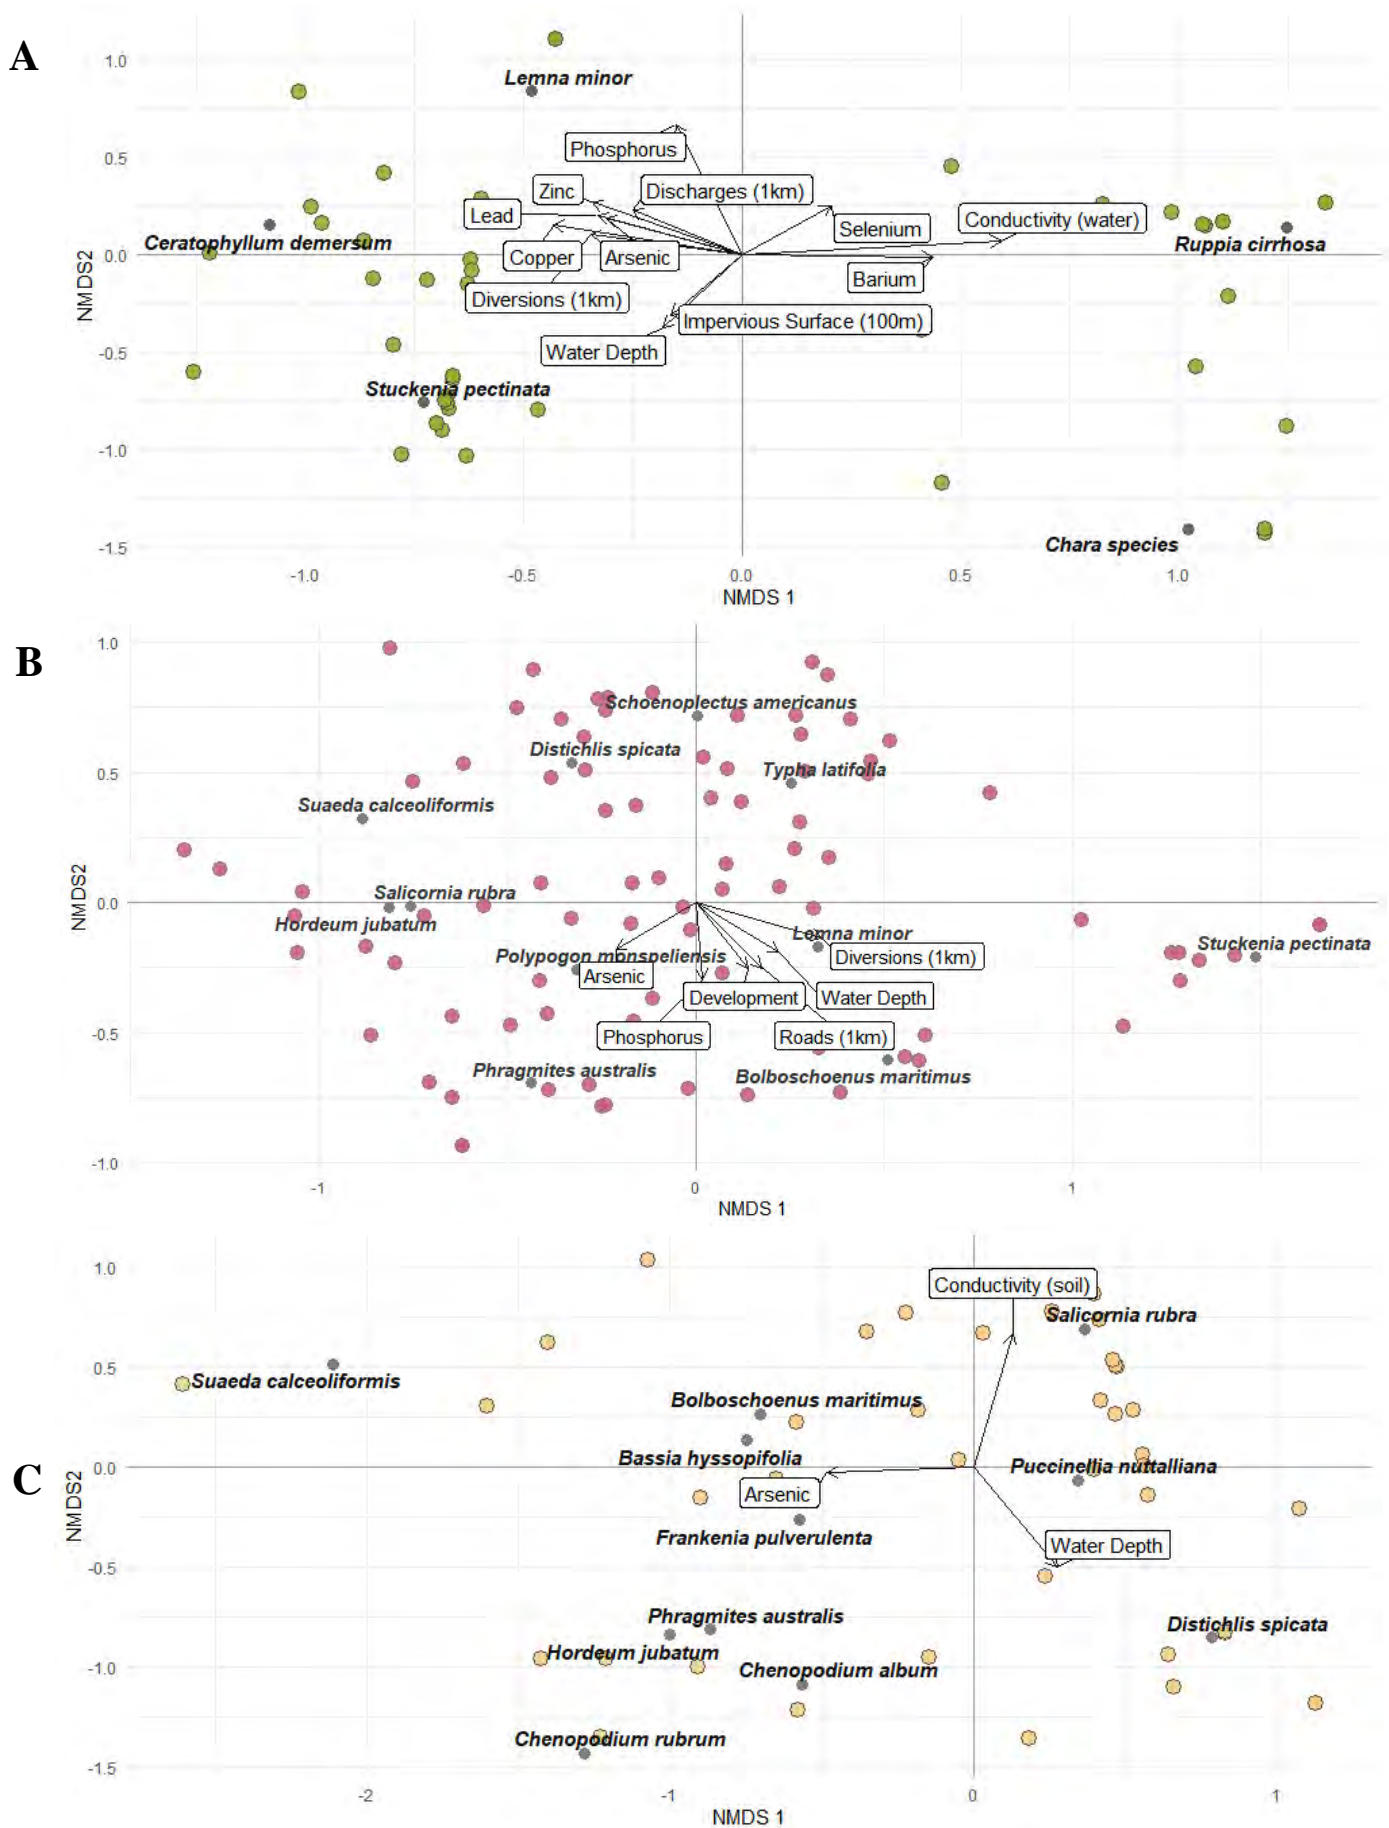 A
1.0
Lemna minor
0.5
Phosphorus
Zinc
Discharges (1km)
Lead
Selenium
Conductivity (water)
Ceratophyllum demersum
Ruppia cirrhosa
0.0
Copper
Arsenic
Barium
Diversions (1km)
Impervious Surface (100m)
Water Depth
-0.5
Stuckenia pectinata
-1.0
Chara species
-1.5
NMDS2
-1.0 -0.5 0.0 0.5 1.0
NMDS 1
B
1.0
Schoenoplectus americanus
Distichlis spicata
Typha latifolia
0.5
Suaeda calceoliformis
Salicornia rubra
0.0
Hordeum jubatum
Lemna minor
Stuckenia pectinata
Polypogon monspeliensis
Diversions (1km)
Arsenic
Development
Water Depth
Phosphorus
Roads (1km)
-0.5
Phragmites australis
Bolboschoenus maritimus
-1.0
NMDS2
-1 0 1
NMDS 1
C
1.0
Conductivity (soil)
Salicornia rubra
0.5
Suaeda calceoliformis
Bolboschoenus maritimus
Bassia hyssopifolia
Puccinellia nuttalliana
0.0
Arsenic
Frankenia pulverulenta
Water Depth
-0.5
Phragmites australis
Distichlis spicata
Hordeum jubatum
-1.0
Chenopodium album
Chenopodium rubrum
-1.5
NMDS2
-2 -1 0 1
NMDS 1